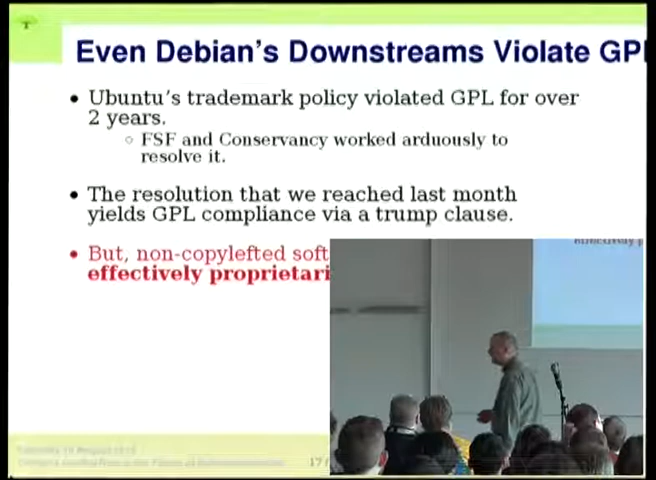 Even Debian's Downstreams Violate GP
• Ubuntu's trademark policy violated GPL for over
2 years.
○ FSF and Conservancy worked arduously to
resolve it.
• The resolution that we reached last month
yields GPL compliance via a trump clause.
• But, non-copylefted soft
effectively proprietari
17